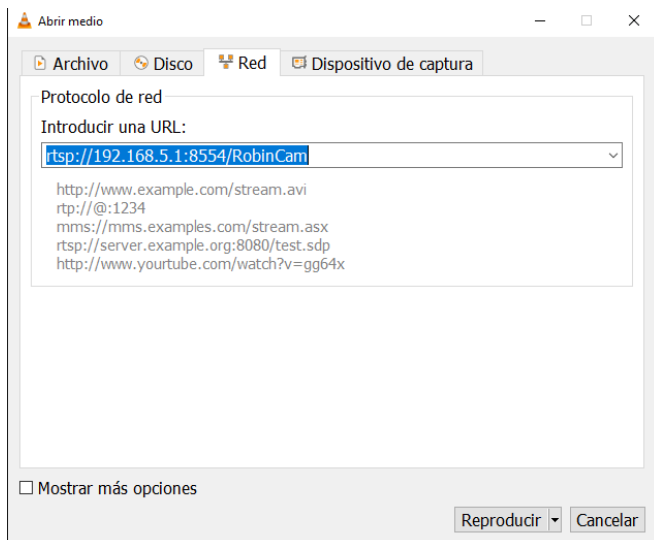 Abrir medio
Archivo Disco Red Dispositivo de captura
Protocolo de red
Introducir una URL:
rtsp://192.168.5.1:8554/RobinCam
http://www.example.com/stream.avi
rtp://@:1234
mms://mms.examples.com/stream.asx
rtsp://server.example.org:8080/test.sdp
http://www.yourtube.com/watch?v=gg64x
Mostrar más opciones
Reproducir Cancelar